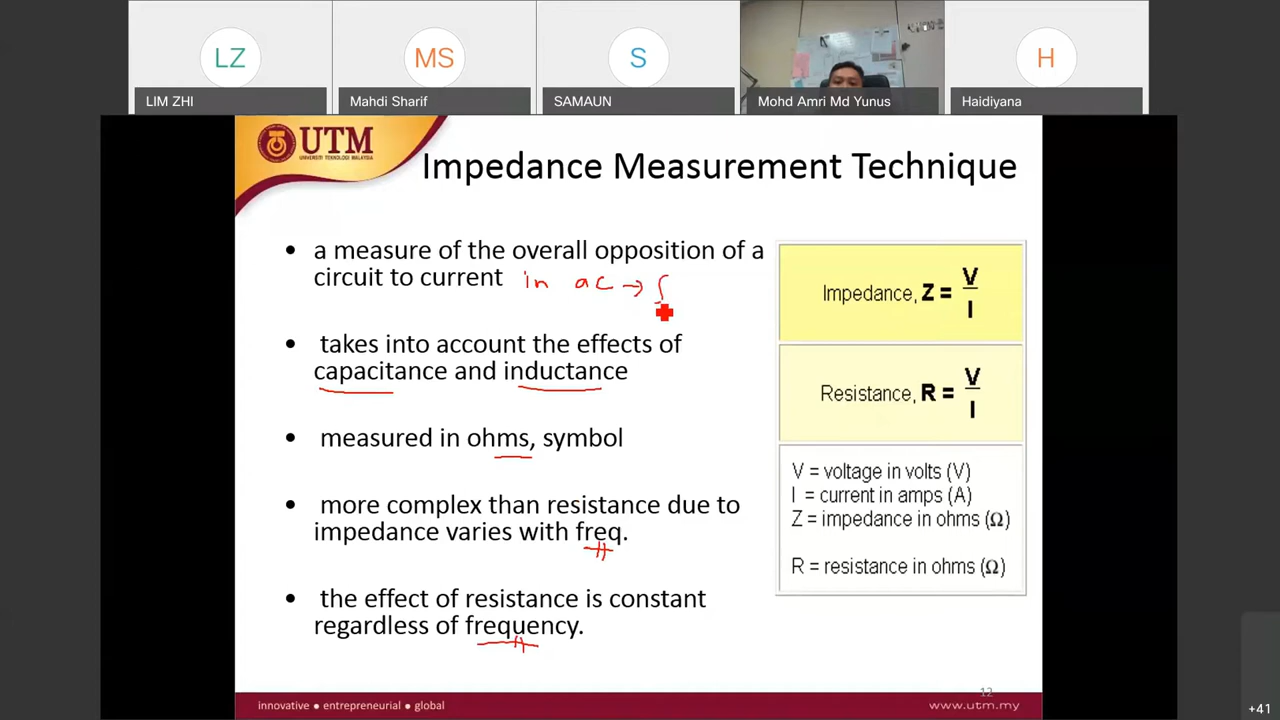 LZ
LIM ZHI
MS
Mahdi Sharif
S
SAMAUN
Mohd Amri Md Yunus
H
Haidiyana
UTM
UNIVERSITI TEKNOLOGI MALAYSIA
Impedance Measurement Technique
• a measure of the overall opposition of a
circuit to current in ac →
• takes into account the effects of
capacitance and inductance
• measured in ohms, symbol
• more complex than resistance due to
impedance varies with freq.
• the effect of resistance is constant
regardless of frequency.
Impedance, Z = V
I
Resistance, R = V
I
V = voltage in volts (V)
I = current in amps (A)
Z = impedance in ohms (Ω)
R = resistance in ohms (Ω)
12
innovative ● entrepreneurial ● global
www.utm.my
+41